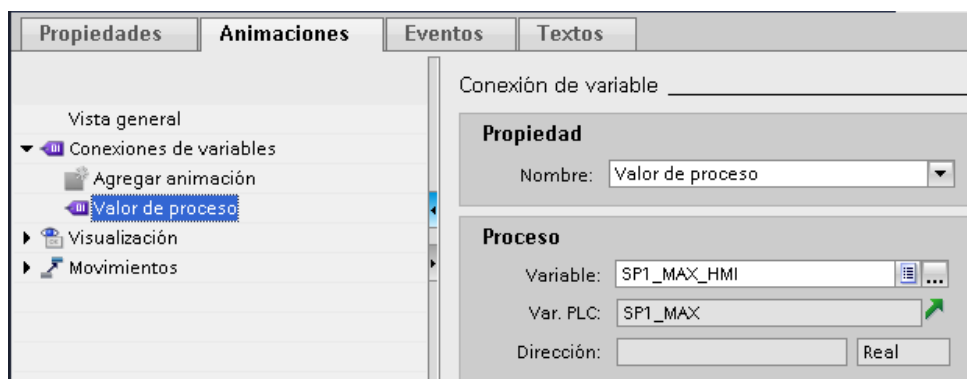 Propiedades Animaciones Eventos Textos
Conexión de variable
Vista general
Conexiones de variables
Agregar animación
Valor de proceso
Visualización
Movimientos
Propiedad
Nombre: Valor de proceso
Proceso
Variable: SP1_MAX_HMI ...
Var. PLC: SP1_MAX
Dirección: Real